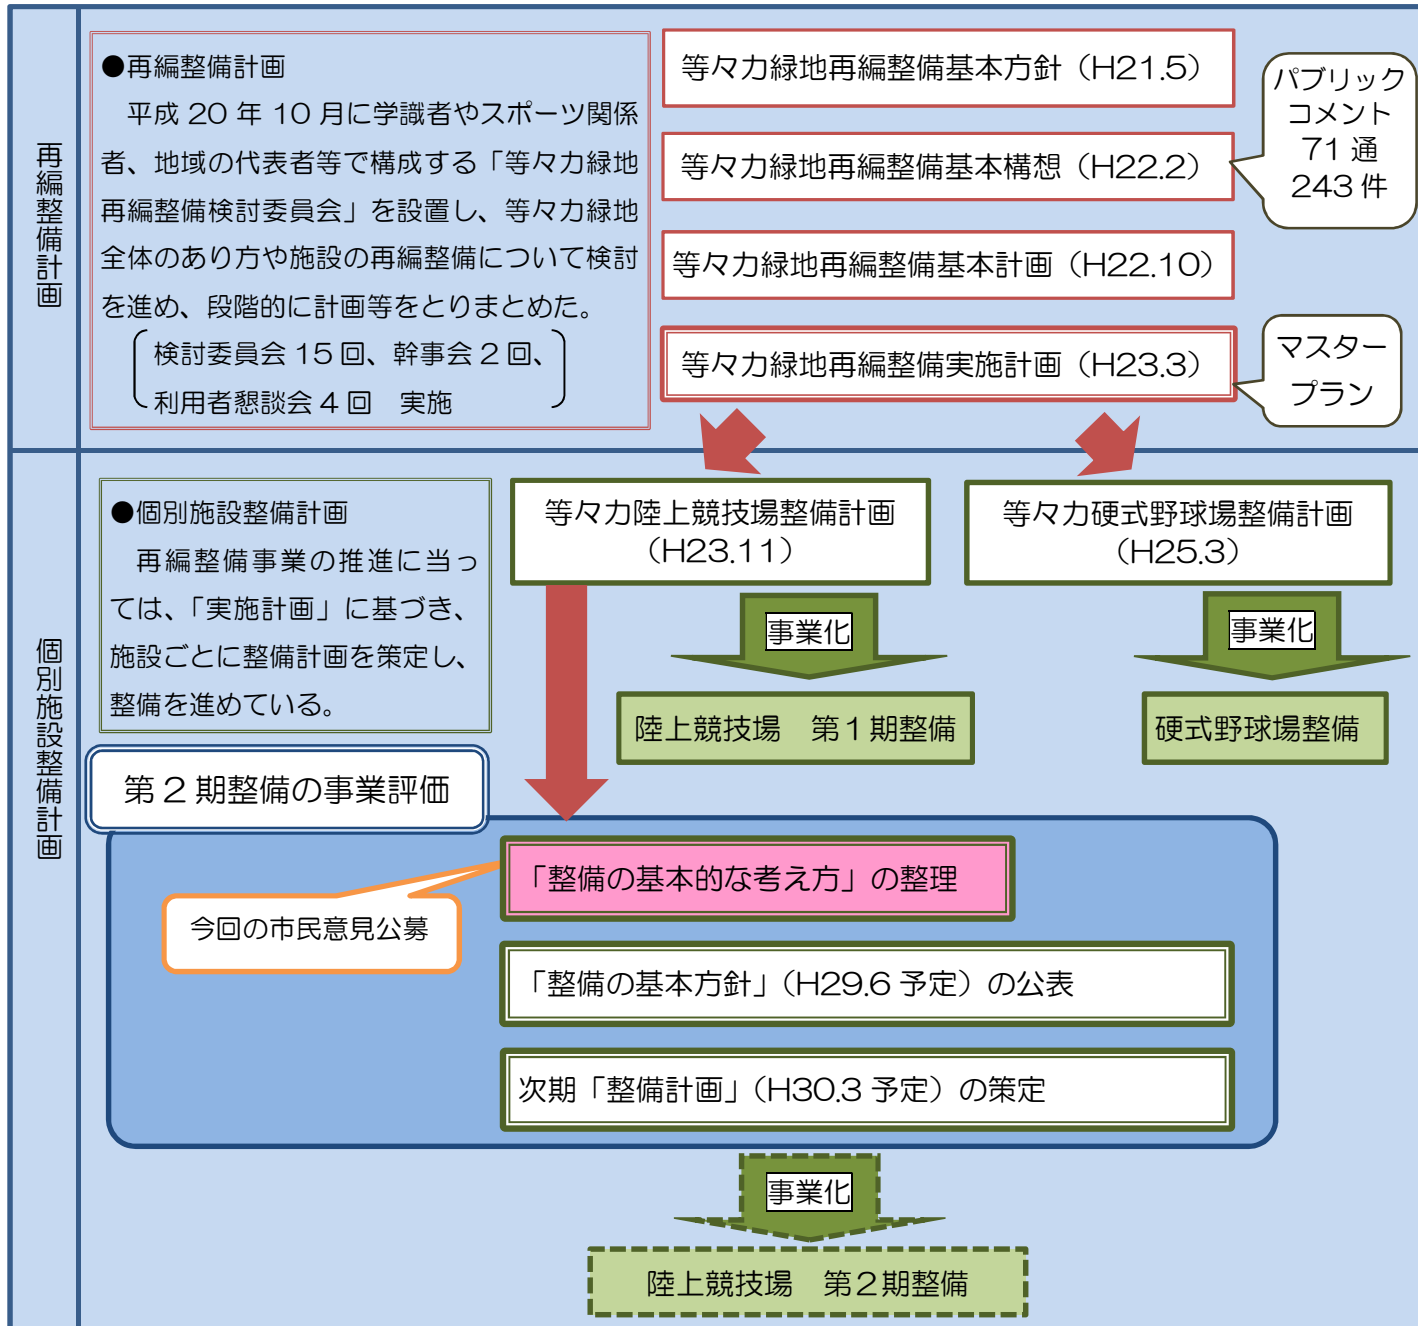 再編整備計画
●再編整備計画
平成 20 年 10 月に学識者やスポーツ関係
者、地域の代表者等で構成する「等々力緑地
再編整備検討委員会」を設置し、等々力緑地
全体のあり方や施設の再編整備について検討
を進め、段階的に計画等をとりまとめた。
検討委員会 15 回、幹事会 2 回、
利用者懇談会 4 回　実施
等々力緑地再編整備基本方針（H21.5）
等々力緑地再編整備基本構想（H22.2）
等々力緑地再編整備基本計画（H22.10）
等々力緑地再編整備実施計画（H23.3）
パブリック
コメント
71 通
243 件
マスター
プラン
個別施設整備計画
●個別施設整備計画
再編整備事業の推進に当っ
ては、「実施計画」に基づき、
施設ごとに整備計画を策定し、
整備を進めている。
等々力陸上競技場整備計画
（H23.11）
等々力硬式野球場整備計画
（H25.3）
事業化
事業化
陸上競技場　第１期整備
硬式野球場整備
第 2 期整備の事業評価
「整備の基本的な考え方」の整理
今回の市民意見公募
「整備の基本方針」（H29.6 予定）の公表
次期「整備計画」（H30.3 予定）の策定
事業化
陸上競技場　第２期整備